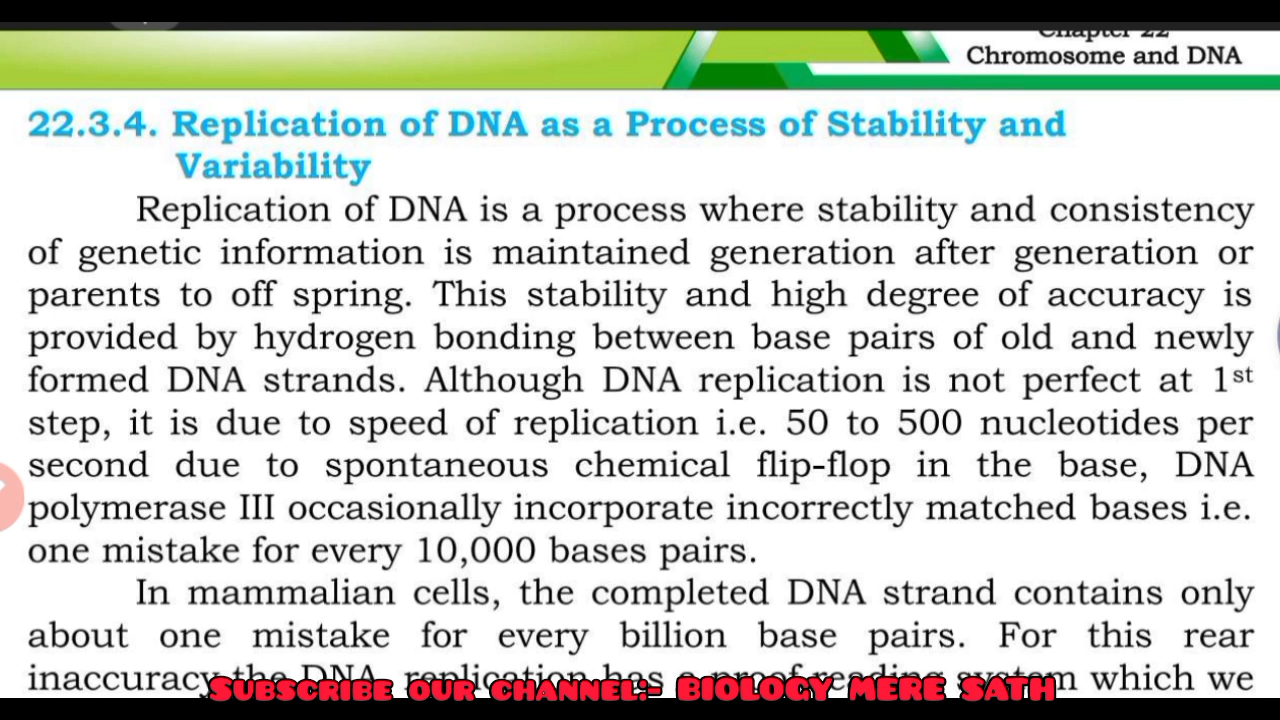 Chapter 22
Chromosome and DNA
22.3.4. Replication of DNA as a Process of Stability and
Variability
Replication of DNA is a process where stability and consistency
of genetic information is maintained generation after generation or
parents to off spring. This stability and high degree of accuracy is
provided by hydrogen bonding between base pairs of old and newly
formed DNA strands. Although DNA replication is not perfect at 1st
step, it is due to speed of replication i.e. 50 to 500 nucleotides per
second due to spontaneous chemical flip-flop in the base, DNA
polymerase III occasionally incorporate incorrectly matched bases i.e.
one mistake for every 10,000 bases pairs.
In mammalian cells, the completed DNA strand contains only
about one mistake for every billion base pairs. For this rear
inaccuracy the DNA replication has a proof reading system which we
SUBSCRIBE OUR CHANNEL:- BIOLOGY MERE SATH